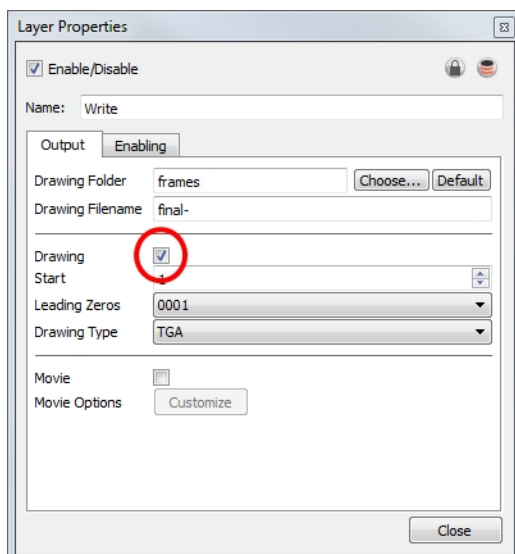 Layer Properties
Enable/Disable
Name: Write
Output Enabling
Drawing Folder frames Choose... Default
Drawing Filename final-
Drawing
Start 1
Leading Zeros 0001
Drawing Type TGA
Movie
Movie Options Customize
Close